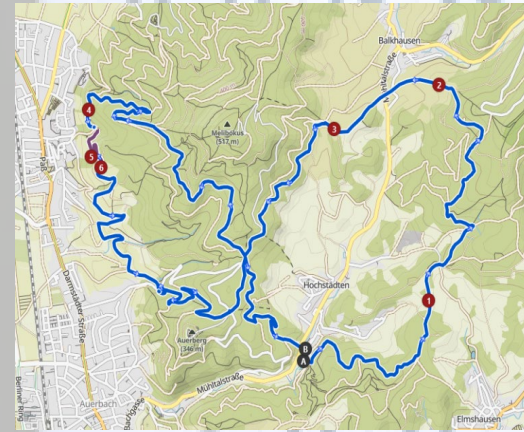 Balkhausen
Mühltalstraße
2
4
3
Melibokus
(517 m)
5
6
Darmstädter Straße
1
Hochstädten
Auerberg
(346 m)
B
A
Mühltalstraße
Berliner Ring
Auerbach
Bachgasse
Elmshausen